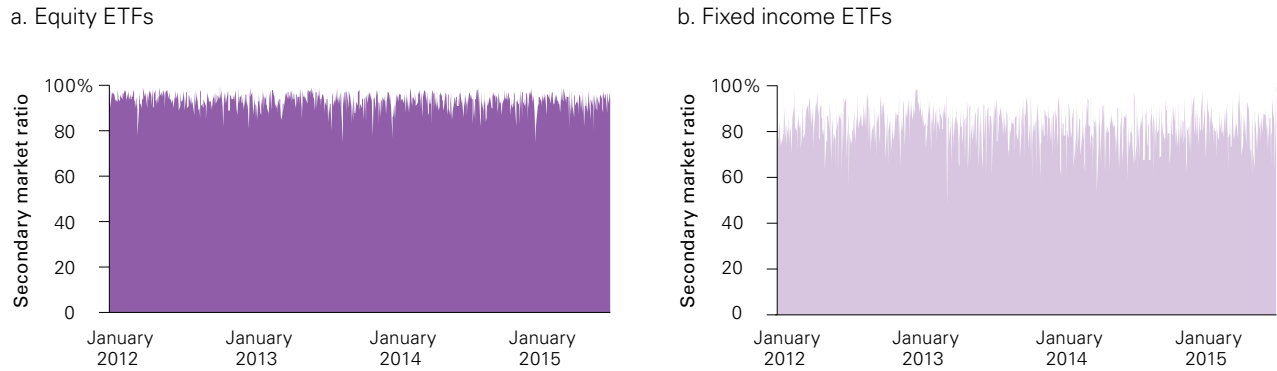 a. Equity ETFs
Secondary market ratio
100%
80
60
40
20
0
January 2012
January 2013
January 2014
January 2015
b. Fixed income ETFs
Secondary market ratio
100%
80
60
40
20
0
January 2012
January 2013
January 2014
January 2015